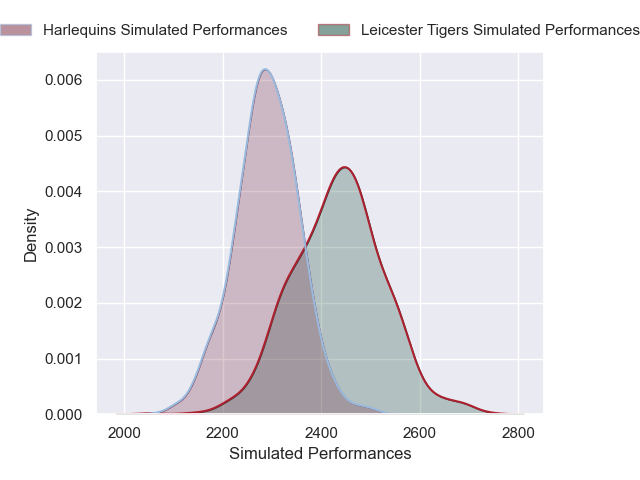 Harlequins Simulated Performances
Leicester Tigers Simulated Performances
0.006
0.005
0.004
0.003
0.002
0.001
0.000
Density
2000 2200 2400 2600 2800
Simulated Performances